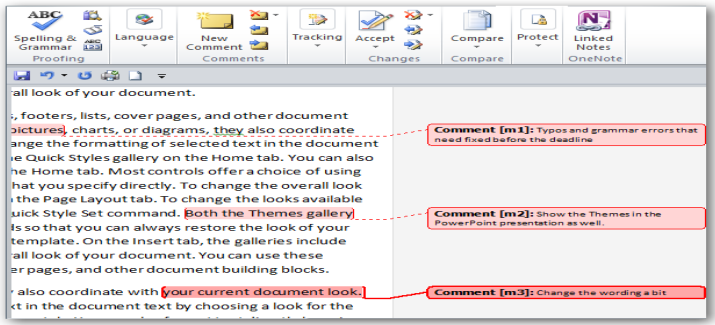 ABC
ABC
123
Spelling & Grammar
Language
New Comment
Tracking
Accept
Compare
Protect
N
Linked Notes
Proofing
Comments
Changes
Compare
OneNote
all look of your document.
, footers, lists, cover pages, and other document
pictures, charts, or diagrams, they also coordinate
ange the formatting of selected text in the document
e Quick Styles gallery on the Home tab. You can also
he Home tab. Most controls offer a choice of using
hat you specify directly. To change the overall look
the Page Layout tab. To change the looks available
uick Style Set command. Both the Themes gallery
ds so that you can always restore the look of your
template. On the Insert tab, the galleries include
all look of your document. You can use these
er pages, and other document building blocks.
also coordinate with your current document look.
xt in the document text by choosing a look for the
Comment [m1]: Typos and grammar errors that
need fixed before the deadline
Comment [m2]: Show the Themes in the
PowerPoint presentation as well.
Comment [m3]: Change the wording a bit